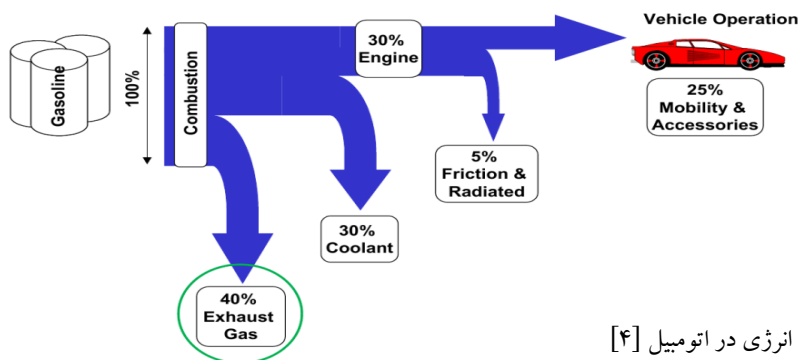 Gasoline
100%
Combustion
30%
Engine
Vehicle Operation
25%
Mobility &
Accessories
5%
Friction &
Radiated
30%
Coolant
40%
Exhaust
Gas
انرژی در اتومبیل [۴]